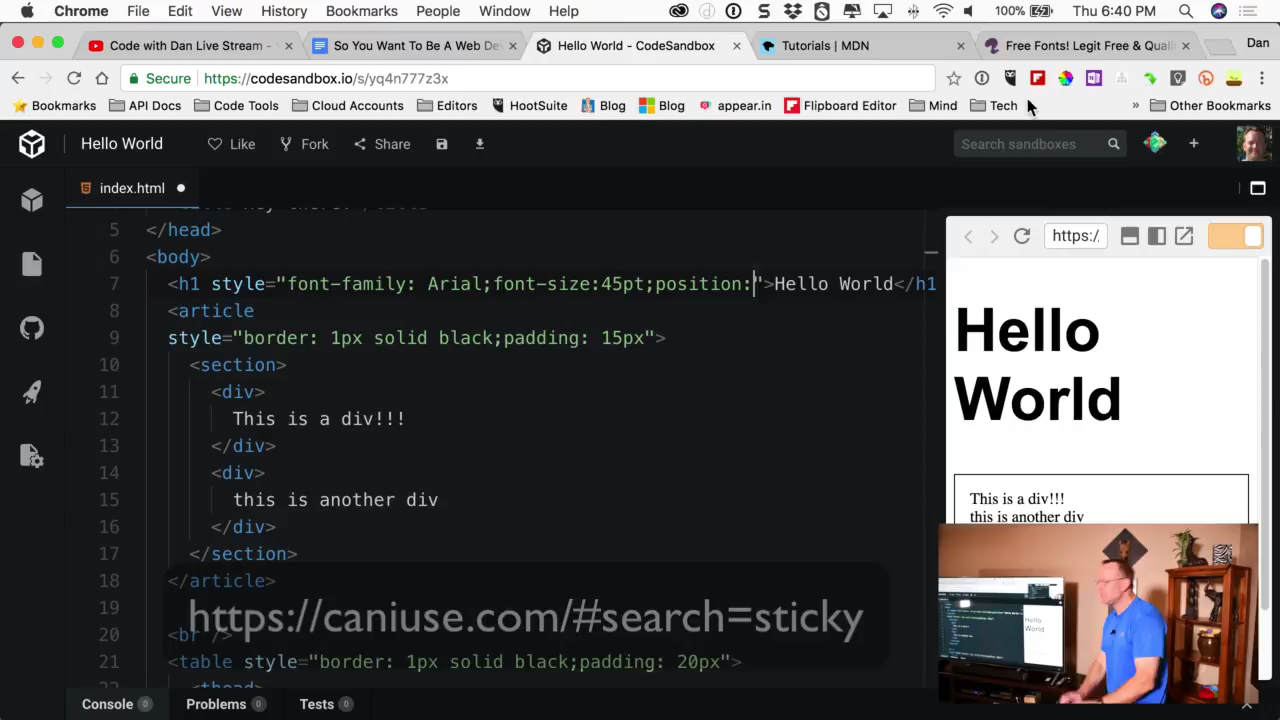 Chrome File Edit View History Bookmarks People Window Help 100% Thu 6:40 PM
Code with Dan Live Stream - × So You Want To Be A Web De × Hello World - CodeSandbox × Tutorials | MDN × Free Fonts! Legit Free & Quali × Dan
Secure https://codesandbox.io/s/yq4n777z3x
Bookmarks API Docs Code Tools Cloud Accounts Editors HootSuite Blog Blog appear.in Flipboard Editor Mind Tech » Other Bookmarks
Hello World Like Fork Share Search sandboxes
index.html
5 </head>
6 <body>
7 <h1 style="font-family: Arial;font-size:45pt;position:">Hello World</h1
8 <article
9 style="border: 1px solid black;padding: 15px">
10 <section>
11 <div>
12 This is a div!!!
13 </div>
14 <div>
15 this is another div
16 </div>
17 </section>
18 </article>
19
20 <br />
21 <table style="border: 1px solid black;padding: 20px">
22 <thead>
https://caniuse.com/#search=sticky
Console 0 Problems 0 Tests 0
https:/
Hello
World
This is a div!!!
this is another div
Hello
World